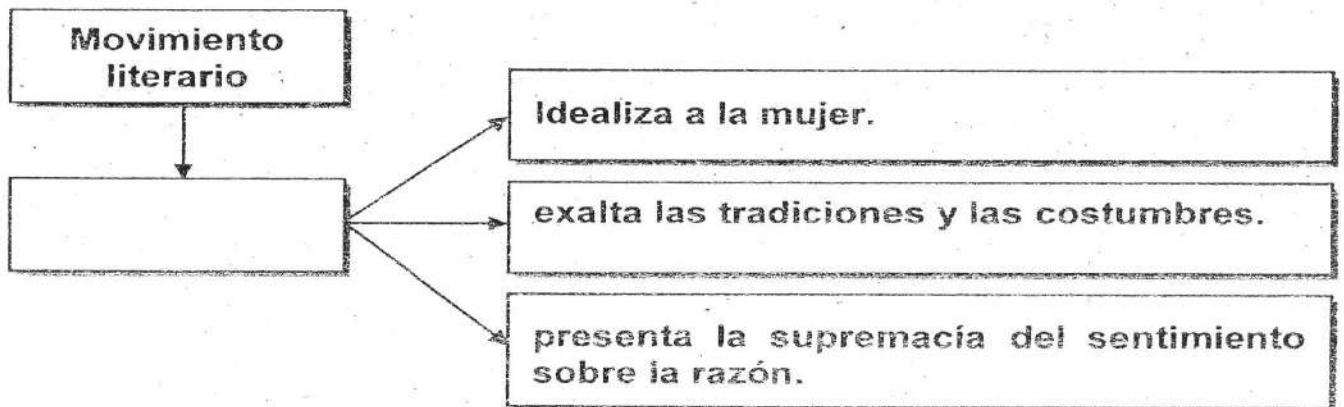 Movimiento
literario
Idealiza a la mujer.
exalta las tradiciones y las costumbres.
presenta la supremacía del sentimiento
sobre la razón.